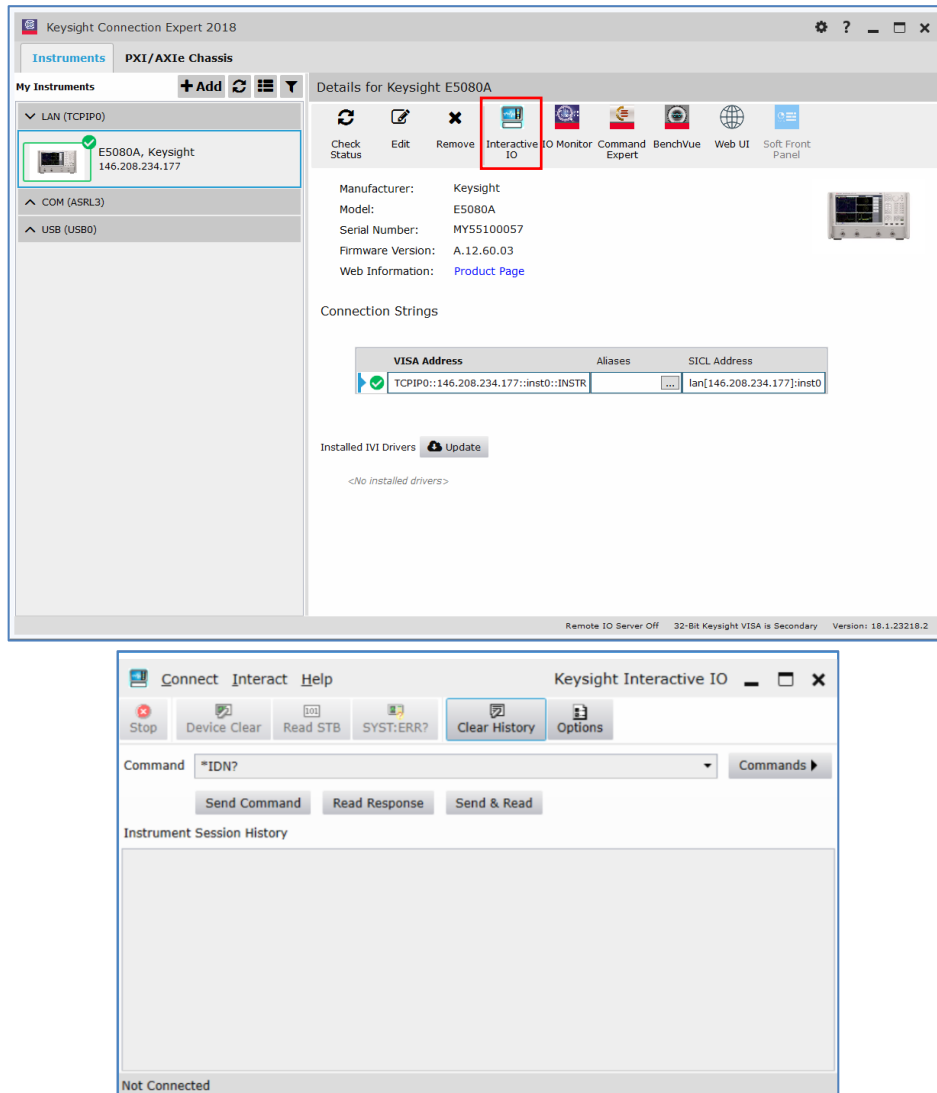 Keysight Connection Expert 2018
Instruments PXI/AXIe Chassis
My Instruments + Add
LAN (TCPIP0)
E5080A, Keysight
146.208.234.177
COM (ASRL3)
USB (USB0)
Details for Keysight E5080A
Check Status Edit Remove Interactive IO IO Monitor Command Expert BenchVue Web UI Soft Front Panel
Manufacturer: Keysight
Model: E5080A
Serial Number: MY55100057
Firmware Version: A.12.60.03
Web Information: Product Page
Connection Strings
VISA Address Aliases SICL Address
TCPIP0::146.208.234.177::inst0::INSTR ... lan[146.208.234.177]:inst0
Installed IVI Drivers Update
<No installed drivers>
Remote IO Server Off 32-Bit Keysight VISA is Secondary Version: 18.1.23218.2
Connect Interact Help Keysight Interactive IO
Stop Device Clear Read STB SYST:ERR? Clear History Options
Command *IDN? Commands
Send Command Read Response Send & Read
Instrument Session History
Not Connected